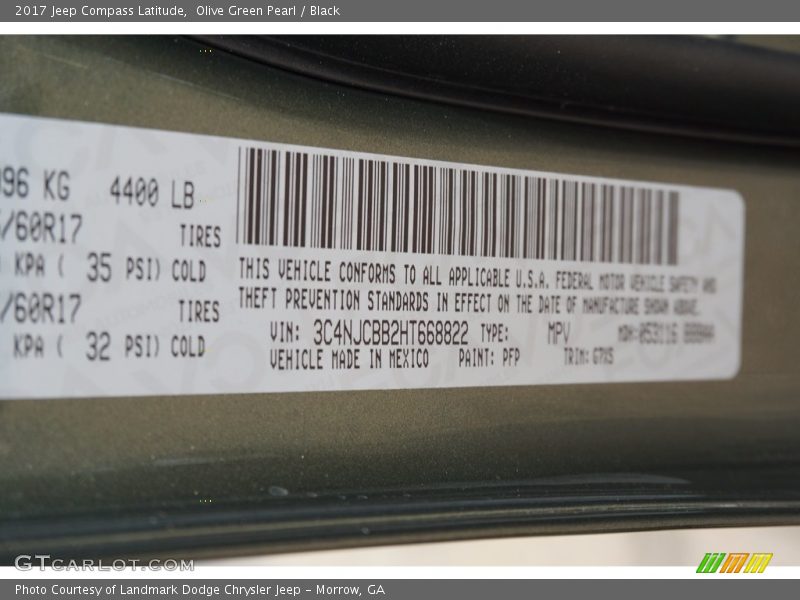 2017 Jeep Compass Latitude,  Olive Green Pearl / Black
96 KG 4400 LB
/60R17 TIRES
KPA ( 35 PSI) COLD
/60R17 TIRES
KPA ( 32 PSI) COLD
THIS VEHICLE CONFORMS TO ALL APPLICABLE U.S.A. FEDERAL MOTOR VEHICLE SAFETY AND
THEFT PREVENTION STANDARDS IN EFFECT ON THE DATE OF MANUFACTURE SHOWN ABOVE.
VIN: 3C4NJCBB2HT668822 TYPE: MPV
VEHICLE MADE IN MEXICO PAINT: PFP TRIM:
GTCARLOT.COM
Photo Courtesy of Landmark Dodge Chrysler Jeep – Morrow, GA